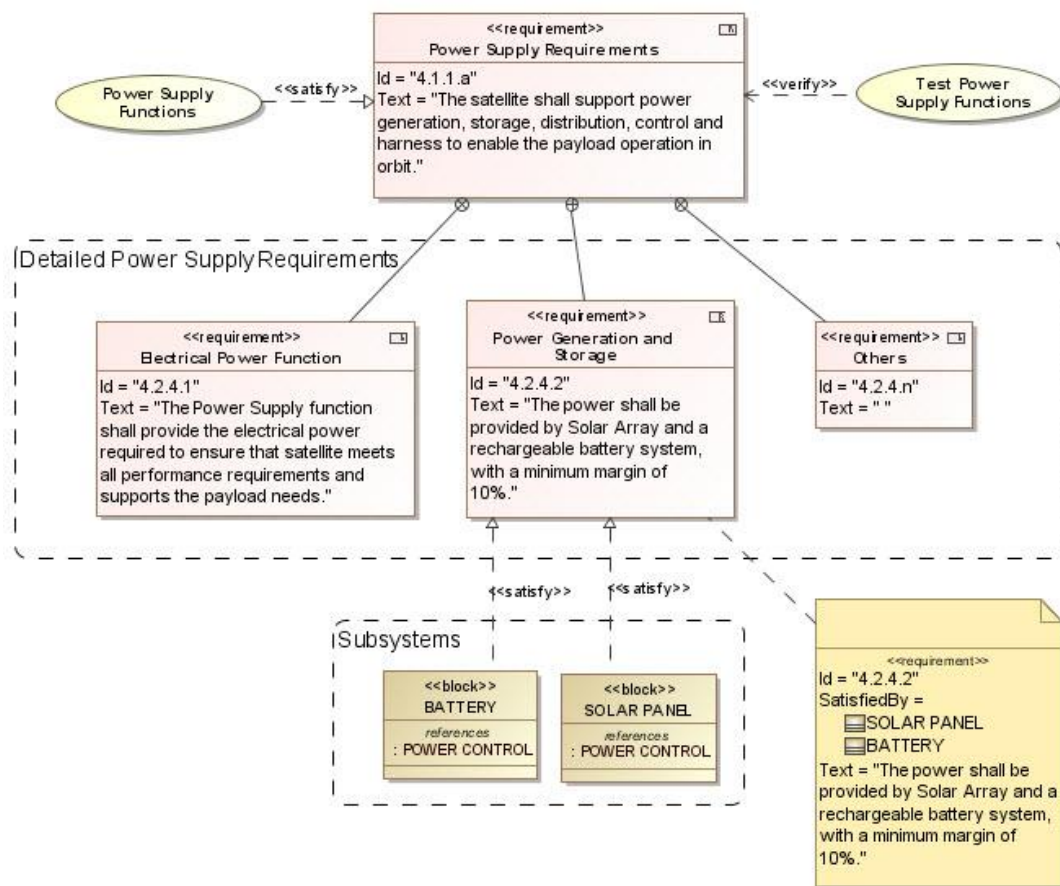 <<requirement>>
Power Supply Requirements
Id = "4.1.1.a"
Text = "The satellite shall support power
generation, storage, distribution, control and
harness to enable the payload operation in
orbit."
Power Supply
Functions
<<satisfy>>
<<verify>>
Test Power
Supply Functions
Detailed Power Supply Requirements
<<requirement>>
Electrical Power Function
Id = "4.2.4.1"
Text = "The Power Supply function
shall provide the electrical power
required to ensure that satellite meets
all performance requirements and
supports the payload needs."
<<requirement>>
Power Generation and
Storage
Id = "4.2.4.2"
Text = "The power shall be
provided by Solar Array and a
rechargeable battery system,
with a minimum margin of
10%."
<<requirement>>
Others
Id = "4.2.4.n"
Text = " "
<<satisfy>>
<<satisfy>>
Subsystems
<<block>>
BATTERY
references
: POWER CONTROL
<<block>>
SOLAR PANEL
references
: POWER CONTROL
<<requirement>>
Id = "4.2.4.2"
SatisfiedBy =
SOLAR PANEL
BATTERY
Text = "The power shall be
provided by Solar Array and a
rechargeable battery system,
with a minimum margin of
10%."